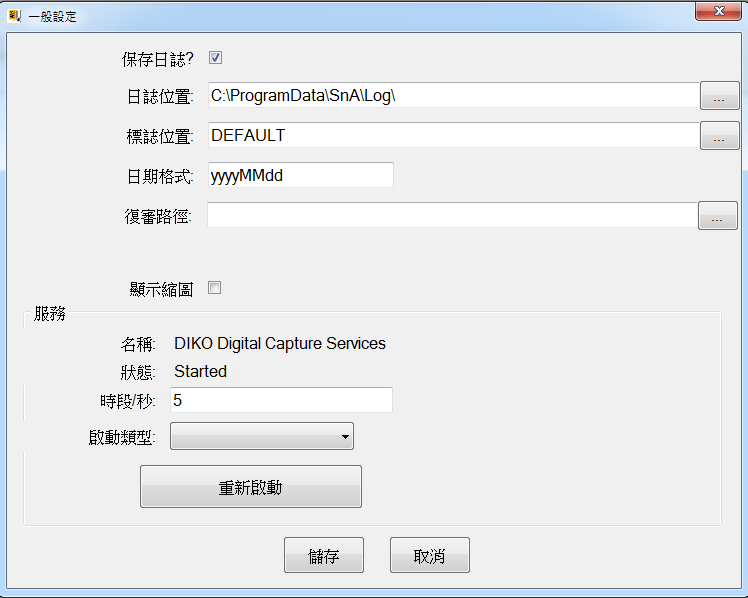 一般設定
保存日誌?
日誌位置: C:\ProgramData\SnA\Log\ ...
標誌位置: DEFAULT ...
日期格式: yyyyMMdd
復審路徑: ...
顯示縮圖
服務
名稱: DIKO Digital Capture Services
狀態: Started
時段/秒: 5
啟動類型:
重新啟動
儲存 取消